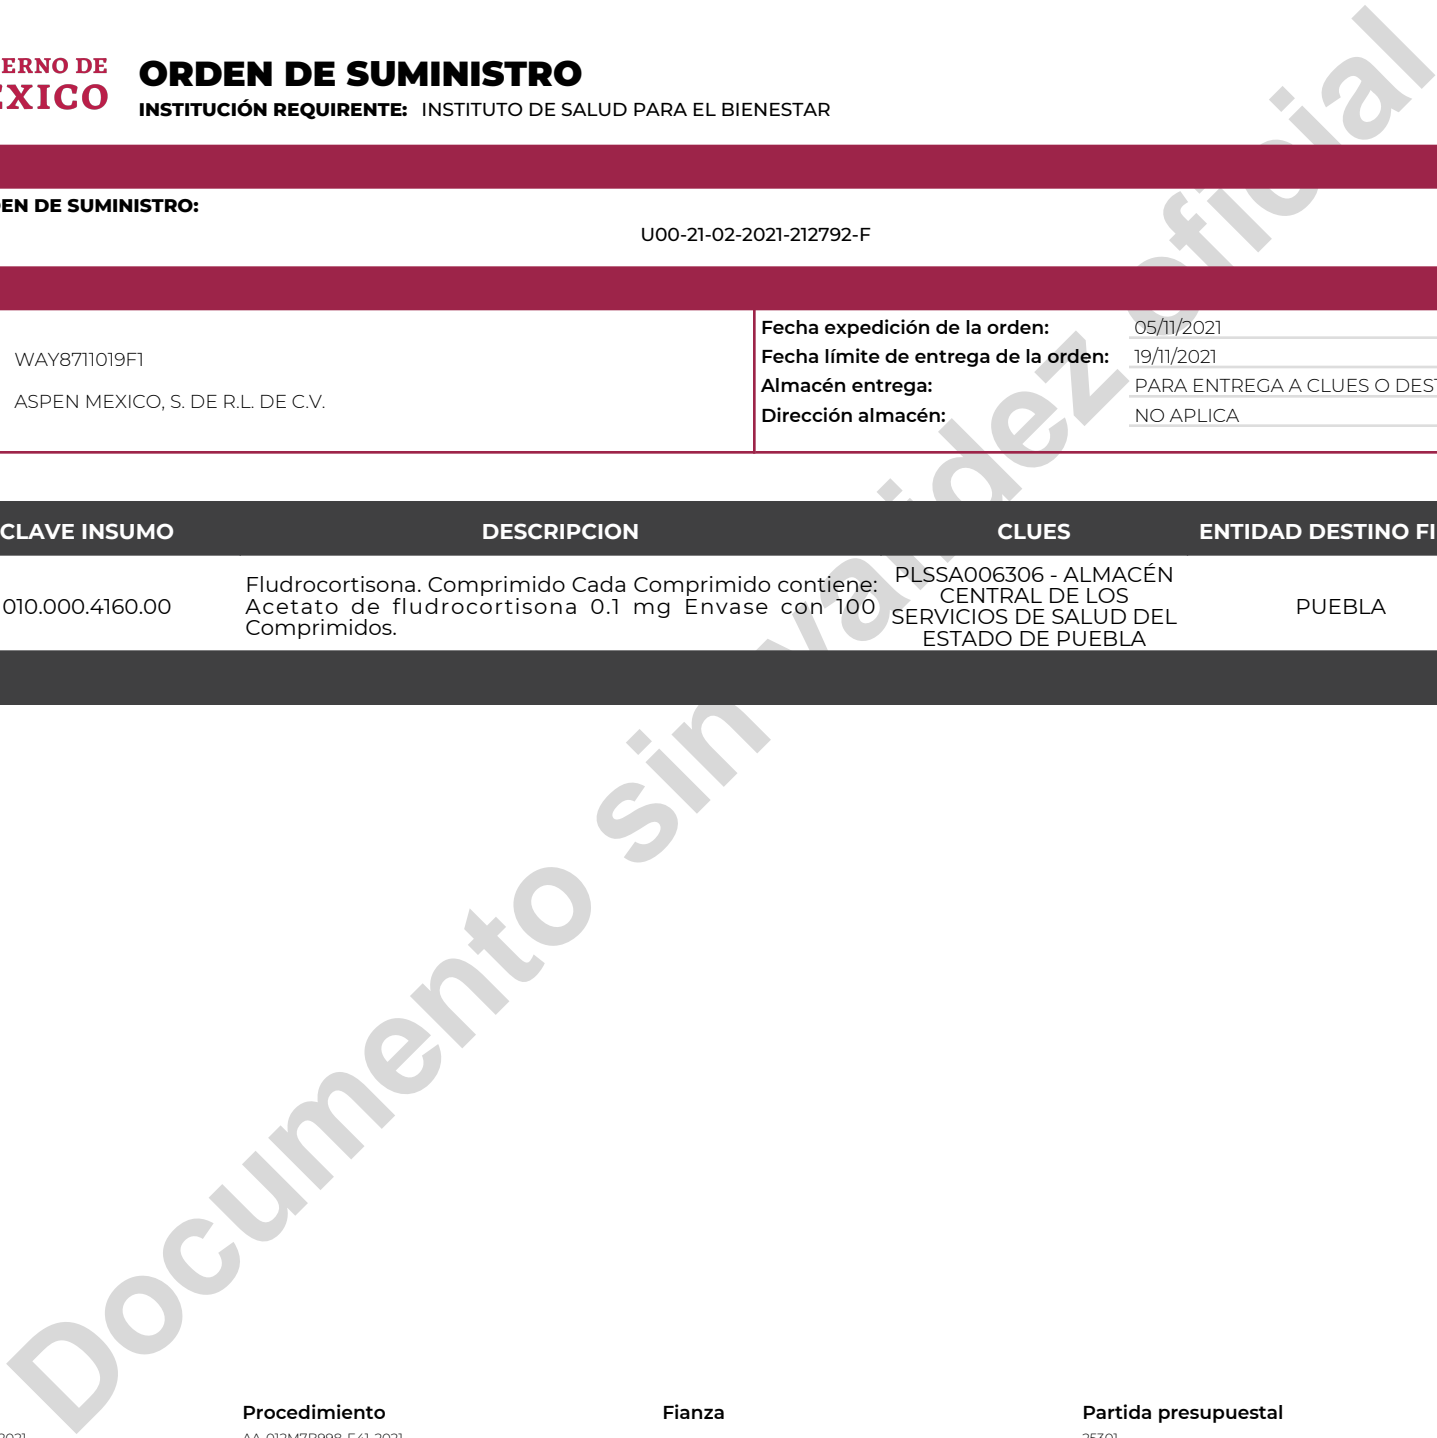 ERNO DE
EXICO
ORDEN DE SUMINISTRO
INSTITUCIÓN REQUIRENTE: INSTITUTO DE SALUD PARA EL BIENESTAR
EN DE SUMINISTRO:
U00-21-02-2021-212792-F
WAY8711019F1
ASPEN MEXICO, S. DE R.L. DE C.V.
Fecha expedición de la orden: 05/11/2021
Fecha límite de entrega de la orden: 19/11/2021
Almacén entrega: PARA ENTREGA A CLUES O DEST
Dirección almacén: NO APLICA
CLAVE INSUMO DESCRIPCION CLUES ENTIDAD DESTINO FI
010.000.4160.00
Fludrocortisona. Comprimido Cada Comprimido contiene:
Acetato de fludrocortisona 0.1 mg Envase con 100
Comprimidos.
PLSSA006306 - ALMACÉN
CENTRAL DE LOS
SERVICIOS DE SALUD DEL
ESTADO DE PUEBLA
PUEBLA
Documento sin validez oficial
Procedimiento Fianza Partida presupuestal